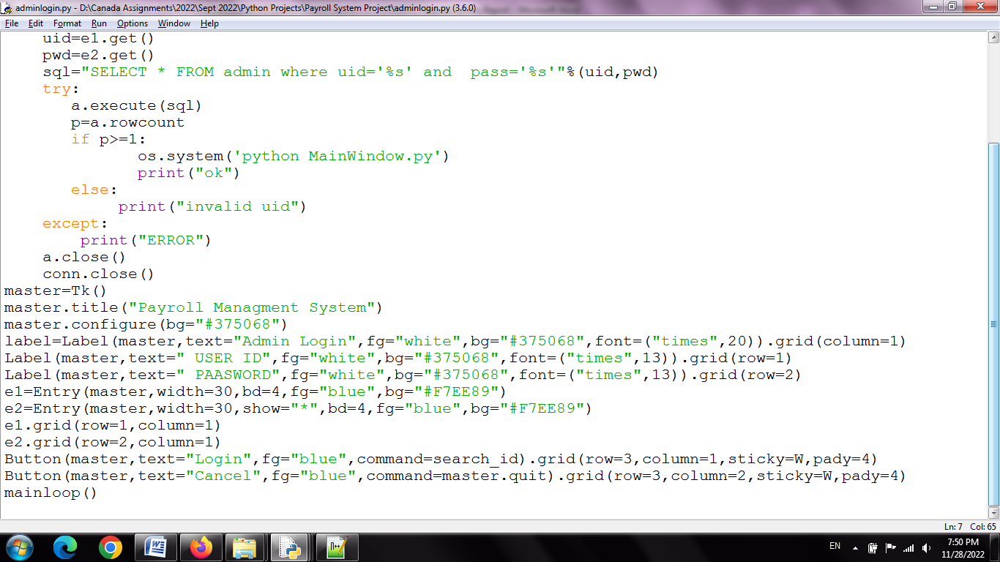 adminlogin.py - D:\Canada Assignments\2022\Sept 2022\Python Projects\Payroll System Project\adminlogin.py (3.6.0)
File Edit Format Run Options Window Help
uid=e1.get()
pwd=e2.get()
sql="SELECT * FROM admin where uid='%s' and  pass='%s'"%(uid,pwd)
try:
a.execute(sql)
p=a.rowcount
if p>=1:
os.system('python MainWindow.py')
print("ok")
else:
print("invalid uid")
except:
print("ERROR")
a.close()
conn.close()
master=Tk()
master.title("Payroll Managment System")
master.configure(bg="#375068")
label=Label(master,text="Admin Login",fg="white",bg="#375068",font=("times",20)).grid(column=1)
Label(master,text=" USER ID",fg="white",bg="#375068",font=("times",13)).grid(row=1)
Label(master,text=" PAASWORD",fg="white",bg="#375068",font=("times",13)).grid(row=2)
e1=Entry(master,width=30,bd=4,fg="blue",bg="#F7EE89")
e2=Entry(master,width=30,show="*",bd=4,fg="blue",bg="#F7EE89")
e1.grid(row=1,column=1)
e2.grid(row=2,column=1)
Button(master,text="Login",fg="blue",command=search_id).grid(row=3,column=1,sticky=W,pady=4)
Button(master,text="Cancel",fg="blue",command=master.quit).grid(row=3,column=2,sticky=W,pady=4)
mainloop()
Ln: 7 Col: 65
EN
7:50 PM
11/28/2022